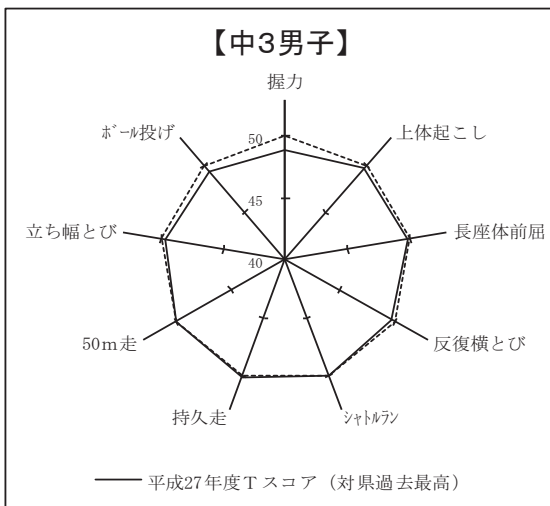 【中3男子】
握力
ﾎﾞｰﾙ投げ
上体起こし
50
立ち幅とび
45
長座体前屈
40
50m走
反復横とび
持久走
ｼｬﾄﾙﾗﾝ
平成27年度Tスコア（対県過去最高）